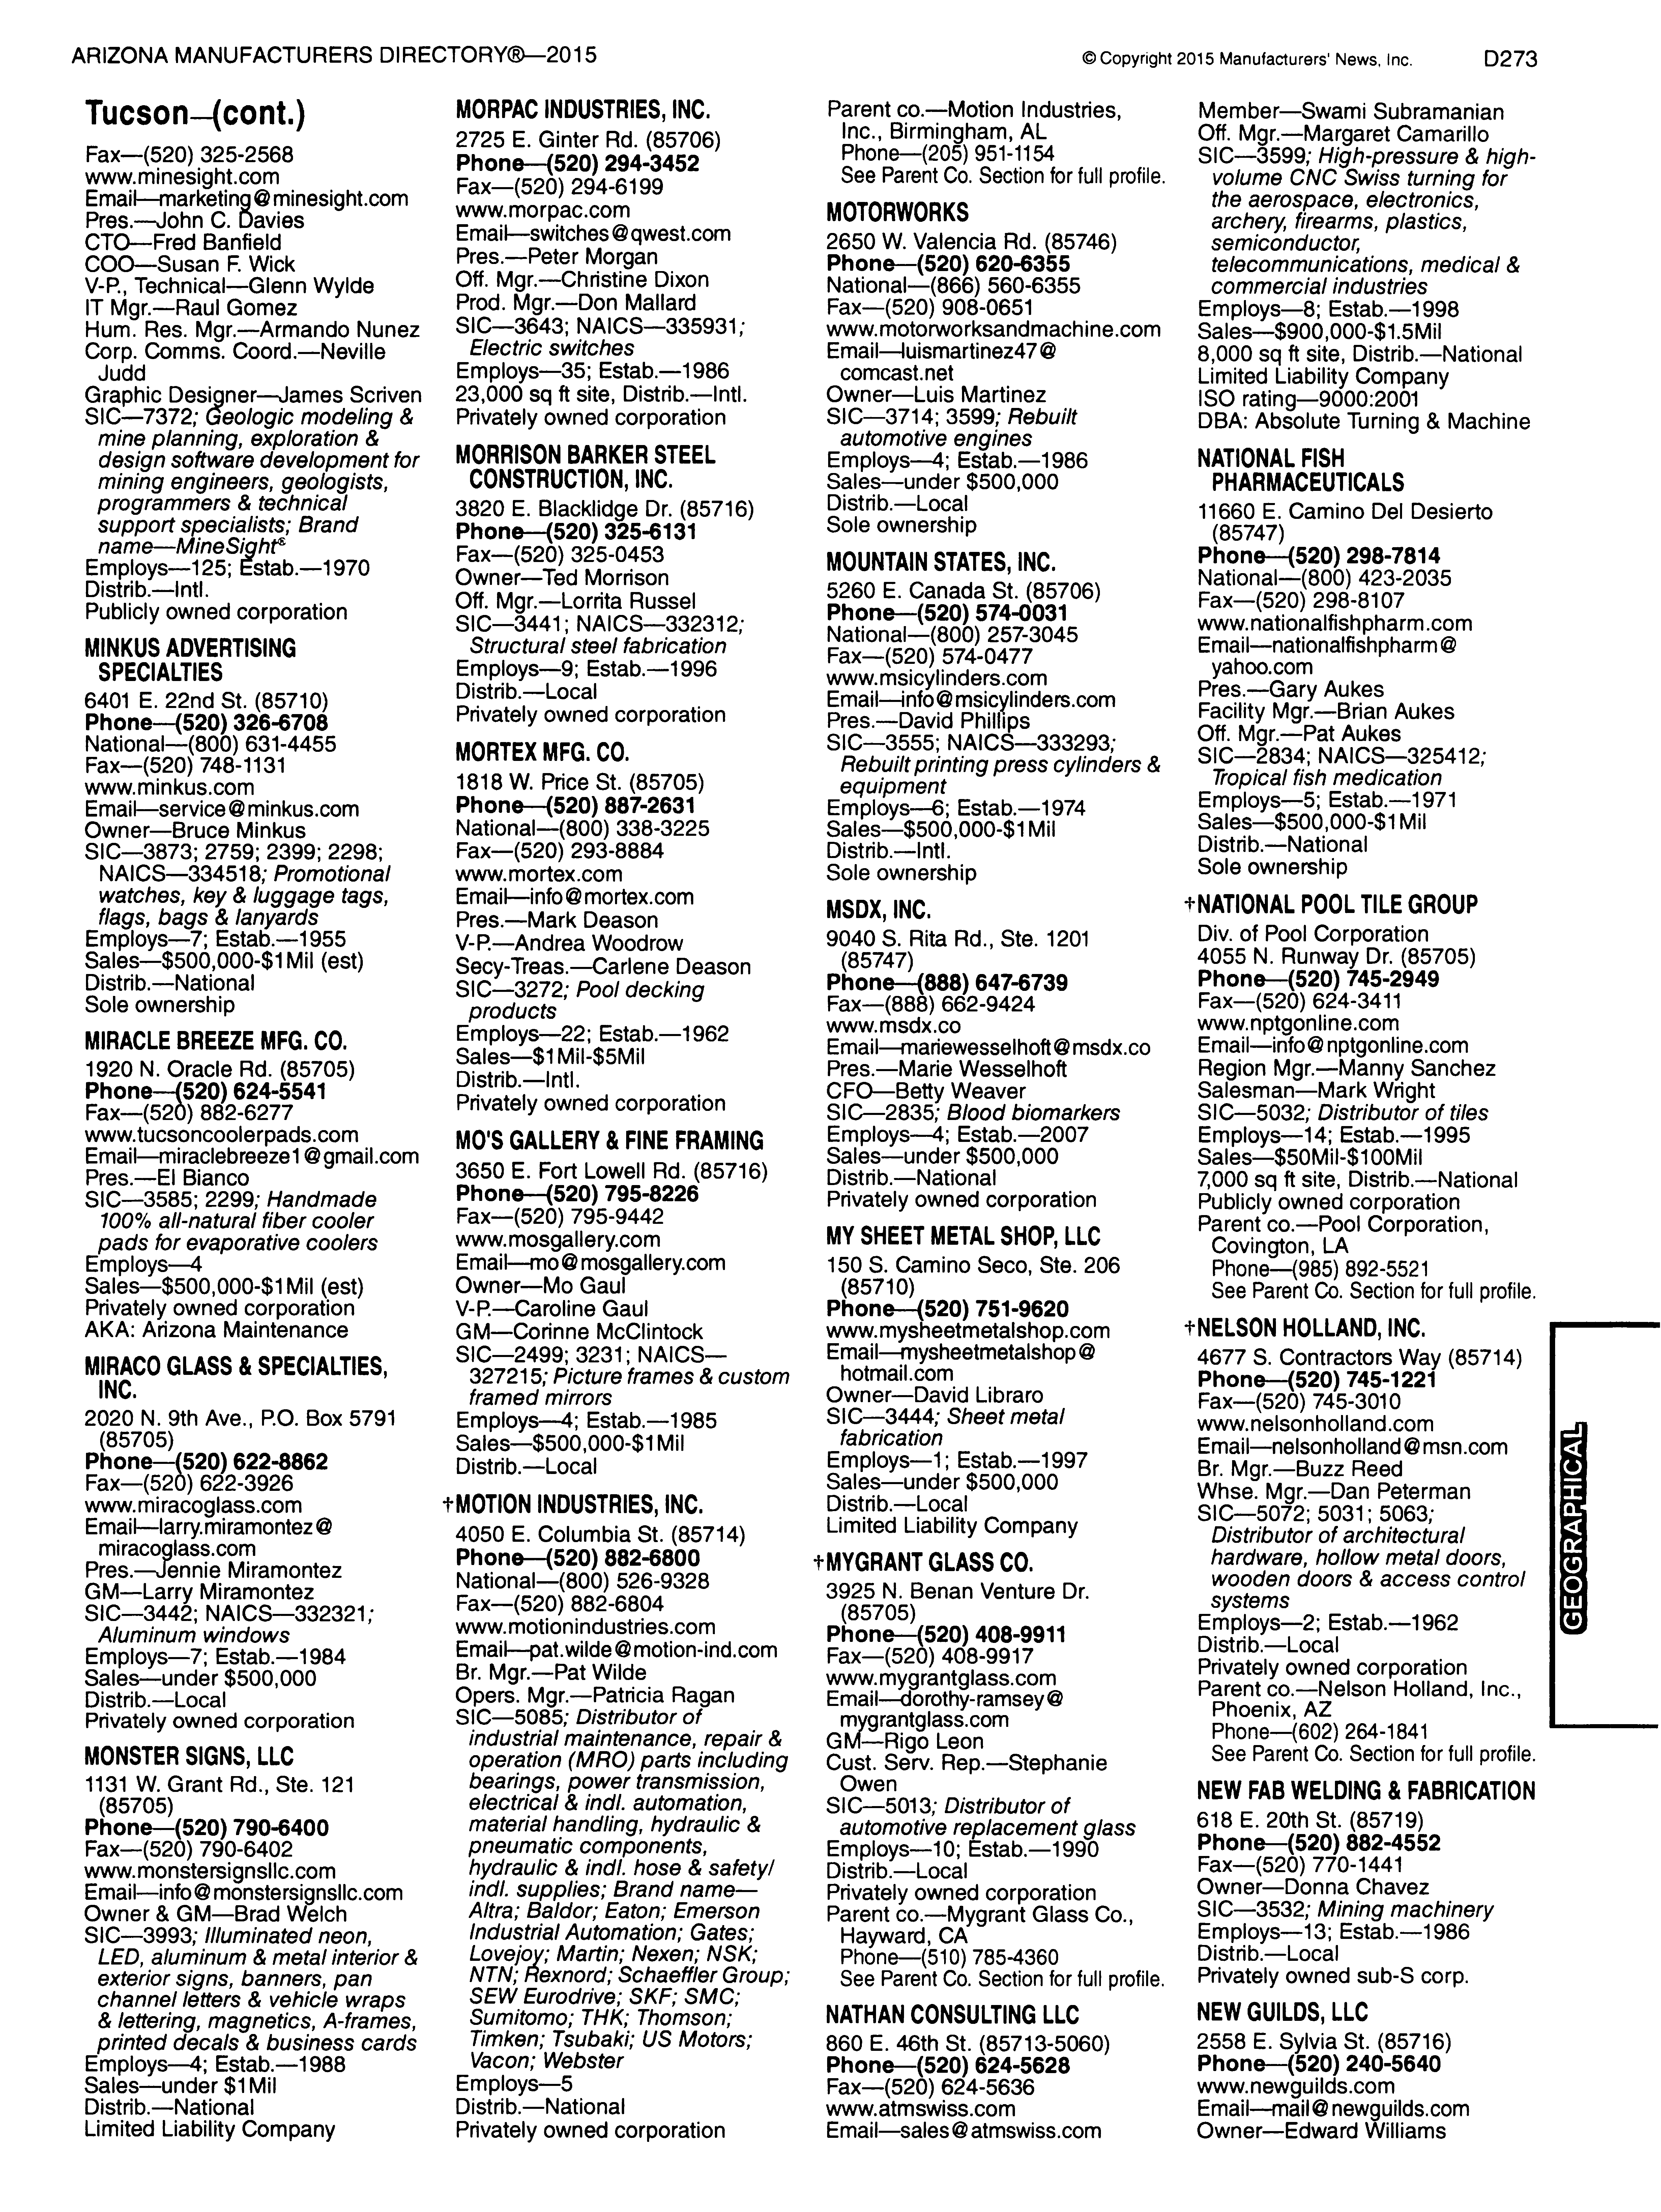 ARIZONA MANUFACTURERS DIRECTORY®—2015
© Copyright 2015 Manufacturers' News, Inc. D273
Tucson—(cont.)
Fax—(520) 325-2568
www.minesight.com
Email—marketing@minesight.com
Pres.—John C. Davies
CTO—Fred Banfield
COO—Susan F. Wick
V-P., Technical—Glenn Wylde
IT Mgr.—Raul Gomez
Hum. Res. Mgr.—Armando Nunez
Corp. Comms. Coord.—Neville
Judd
Graphic Designer—James Scriven
SIC—7372; Geologic modeling &
mine planning, exploration &
design software development for
mining engineers, geologists,
programmers & technical
support specialists; Brand
name—MineSight®
Employs—125; Estab.—1970
Distrib.—Intl.
Publicly owned corporation
MINKUS ADVERTISING
SPECIALTIES
6401 E. 22nd St. (85710)
Phone—(520) 326-6708
National—(800) 631-4455
Fax—(520) 748-1131
www.minkus.com
Email—service@minkus.com
Owner—Bruce Minkus
SIC—3873; 2759; 2399; 2298;
NAICS—334518; Promotional
watches, key & luggage tags,
flags, bags & lanyards
Employs—7; Estab.—1955
Sales—$500,000-$1Mil (est)
Distrib.—National
Sole ownership
MIRACLE BREEZE MFG. CO.
1920 N. Oracle Rd. (85705)
Phone—(520) 624-5541
Fax—(520) 882-6277
www.tucsoncoolerpads.com
Email—miraclebreeze1@gmail.com
Pres.—El Bianco
SIC—3585; 2299; Handmade
100% all-natural fiber cooler
pads for evaporative coolers
Employs—4
Sales—$500,000-$1Mil (est)
Privately owned corporation
AKA: Arizona Maintenance
MIRACO GLASS & SPECIALTIES,
INC.
2020 N. 9th Ave., P.O. Box 5791
(85705)
Phone—(520) 622-8862
Fax—(520) 622-3926
www.miracoglass.com
Email—larry.miramontez@
miracoglass.com
Pres.—Jennie Miramontez
GM—Larry Miramontez
SIC—3442; NAICS—332321;
Aluminum windows
Employs—7; Estab.—1984
Sales—under $500,000
Distrib.—Local
Privately owned corporation
MONSTER SIGNS, LLC
1131 W. Grant Rd., Ste. 121
(85705)
Phone—(520) 790-6400
Fax—(520) 790-6402
www.monstersignsllc.com
Email—info@monstersignsllc.com
Owner & GM—Brad Welch
SIC—3993; Illuminated neon,
LED, aluminum & metal interior &
exterior signs, banners, pan
channel letters & vehicle wraps
& lettering, magnetics, A-frames,
printed decals & business cards
Employs—4; Estab.—1988
Sales—under $1Mil
Distrib.—National
Limited Liability Company
MORPAC INDUSTRIES, INC.
2725 E. Ginter Rd. (85706)
Phone—(520) 294-3452
Fax—(520) 294-6199
www.morpac.com
Email—switches@qwest.com
Pres.—Peter Morgan
Off. Mgr.—Christine Dixon
Prod. Mgr.—Don Mallard
SIC—3643; NAICS—335931;
Electric switches
Employs—35; Estab.—1986
23,000 sq ft site, Distrib.—Intl.
Privately owned corporation
MORRISON BARKER STEEL
CONSTRUCTION, INC.
3820 E. Blacklidge Dr. (85716)
Phone—(520) 325-6131
Fax—(520) 325-0453
Owner—Ted Morrison
Off. Mgr.—Lorrita Russel
SIC—3441; NAICS—332312;
Structural steel fabrication
Employs—9; Estab.—1996
Distrib.—Local
Privately owned corporation
MORTEX MFG. CO.
1818 W. Price St. (85705)
Phone—(520) 887-2631
National—(800) 338-3225
Fax—(520) 293-8884
www.mortex.com
Email—info@mortex.com
Pres.—Mark Deason
V-P.—Andrea Woodrow
Secy-Treas.—Carlene Deason
SIC—3272; Pool decking
products
Employs—22; Estab.—1962
Sales—$1Mil-$5Mil
Distrib.—Intl.
Privately owned corporation
MO'S GALLERY & FINE FRAMING
3650 E. Fort Lowell Rd. (85716)
Phone—(520) 795-8226
Fax—(520) 795-9442
www.mosgallery.com
Email—mo@mosgallery.com
Owner—Mo Gaul
V-P.—Caroline Gaul
GM—Corinne McClintock
SIC—2499; 3231; NAICS—
327215; Picture frames & custom
framed mirrors
Employs—4; Estab.—1985
Sales—$500,000-$1Mil
Distrib.—Local
†MOTION INDUSTRIES, INC.
4050 E. Columbia St. (85714)
Phone—(520) 882-6800
National—(800) 526-9328
Fax—(520) 882-6804
www.motionindustries.com
Email—pat.wilde@motion-ind.com
Br. Mgr.—Pat Wilde
Opers. Mgr.—Patricia Ragan
SIC—5085; Distributor of
industrial maintenance, repair &
operation (MRO) parts including
bearings, power transmission,
electrical & indl. automation,
material handling, hydraulic &
pneumatic components,
hydraulic & indl. hose & safety/
indl. supplies; Brand name—
Altra; Baldor; Eaton; Emerson
Industrial Automation; Gates;
Lovejoy; Martin; Nexen; NSK;
NTN; Rexnord; Schaeffler Group;
SEW Eurodrive; SKF; SMC;
Sumitomo; THK; Thomson;
Timken; Tsubaki; US Motors;
Vacon; Webster
Employs—5
Distrib.—National
Privately owned corporation
Parent co.—Motion Industries,
Inc., Birmingham, AL
Phone—(205) 951-1154
See Parent Co. Section for full profile.
MOTORWORKS
2650 W. Valencia Rd. (85746)
Phone—(520) 620-6355
National—(866) 560-6355
Fax—(520) 908-0651
www.motorworksandmachine.com
Email—luismartinez47@
comcast.net
Owner—Luis Martinez
SIC—3714; 3599; Rebuilt
automotive engines
Employs—4; Estab.—1986
Sales—under $500,000
Distrib.—Local
Sole ownership
MOUNTAIN STATES, INC.
5260 E. Canada St. (85706)
Phone—(520) 574-0031
National—(800) 257-3045
Fax—(520) 574-0477
www.msicylinders.com
Email—info@msicylinders.com
Pres.—David Phillips
SIC—3555; NAICS—333293;
Rebuilt printing press cylinders &
equipment
Employs—6; Estab.—1974
Sales—$500,000-$1Mil
Distrib.—Intl.
Sole ownership
MSDX, INC.
9040 S. Rita Rd., Ste. 1201
(85747)
Phone—(888) 647-6739
Fax—(888) 662-9424
www.msdx.co
Email—mariewesselhoft@msdx.co
Pres.—Marie Wesselhoft
CFO—Betty Weaver
SIC—2835; Blood biomarkers
Employs—4; Estab.—2007
Sales—under $500,000
Distrib.—National
Privately owned corporation
MY SHEET METAL SHOP, LLC
150 S. Camino Seco, Ste. 206
(85710)
Phone—(520) 751-9620
www.mysheetmetalshop.com
Email—mysheetmetalshop@
hotmail.com
Owner—David Libraro
SIC—3444; Sheet metal
fabrication
Employs—1; Estab.—1997
Sales—under $500,000
Distrib.—Local
Limited Liability Company
†MYGRANT GLASS CO.
3925 N. Benan Venture Dr.
(85705)
Phone—(520) 408-9911
Fax—(520) 408-9917
www.mygrantglass.com
Email—dorothy-ramsey@
mygrantglass.com
GM—Rigo Leon
Cust. Serv. Rep.—Stephanie
Owen
SIC—5013; Distributor of
automotive replacement glass
Employs—10; Estab.—1990
Distrib.—Local
Privately owned corporation
Parent co.—Mygrant Glass Co.,
Hayward, CA
Phone—(510) 785-4360
See Parent Co. Section for full profile.
NATHAN CONSULTING LLC
860 E. 46th St. (85713-5060)
Phone—(520) 624-5628
Fax—(520) 624-5636
www.atmswiss.com
Email—sales@atmswiss.com
Member—Swami Subramanian
Off. Mgr.—Margaret Camarillo
SIC—3599; High-pressure & high-
volume CNC Swiss turning for
the aerospace, electronics,
archery, firearms, plastics,
semiconductor,
telecommunications, medical &
commercial industries
Employs—8; Estab.—1998
Sales—$900,000-$1.5Mil
8,000 sq ft site, Distrib.—National
Limited Liability Company
ISO rating—9000:2001
DBA: Absolute Turning & Machine
NATIONAL FISH
PHARMACEUTICALS
11660 E. Camino Del Desierto
(85747)
Phone—(520) 298-7814
National—(800) 423-2035
Fax—(520) 298-8107
www.nationalfishpharm.com
Email—nationalfishpharm@
yahoo.com
Pres.—Gary Aukes
Facility Mgr.—Brian Aukes
Off. Mgr.—Pat Aukes
SIC—2834; NAICS—325412;
Tropical fish medication
Employs—5; Estab.—1971
Sales—$500,000-$1Mil
Distrib.—National
Sole ownership
†NATIONAL POOL TILE GROUP
Div. of Pool Corporation
4055 N. Runway Dr. (85705)
Phone—(520) 745-2949
Fax—(520) 624-3411
www.nptgonline.com
Email—info@nptgonline.com
Region Mgr.—Manny Sanchez
Salesman—Mark Wright
SIC—5032; Distributor of tiles
Employs—14; Estab.—1995
Sales—$50Mil-$100Mil
7,000 sq ft site, Distrib.—National
Publicly owned corporation
Parent co.—Pool Corporation,
Covington, LA
Phone—(985) 892-5521
See Parent Co. Section for full profile.
†NELSON HOLLAND, INC.
4677 S. Contractors Way (85714)
Phone—(520) 745-1221
Fax—(520) 745-3010
www.nelsonholland.com
Email—nelsonholland@msn.com
Br. Mgr.—Buzz Reed
Whse. Mgr.—Dan Peterman
SIC—5072; 5031; 5063;
Distributor of architectural
hardware, hollow metal doors,
wooden doors & access control
systems
Employs—2; Estab.—1962
Distrib.—Local
Privately owned corporation
Parent co.—Nelson Holland, Inc.,
Phoenix, AZ
Phone—(602) 264-1841
See Parent Co. Section for full profile.
NEW FAB WELDING & FABRICATION
618 E. 20th St. (85719)
Phone—(520) 882-4552
Fax—(520) 770-1441
Owner—Donna Chavez
SIC—3532; Mining machinery
Employs—13; Estab.—1986
Distrib.—Local
Privately owned sub-S corp.
NEW GUILDS, LLC
2558 E. Sylvia St. (85716)
Phone—(520) 240-5640
www.newguilds.com
Email—mail@newguilds.com
Owner—Edward Williams
GEOGRAPHICAL